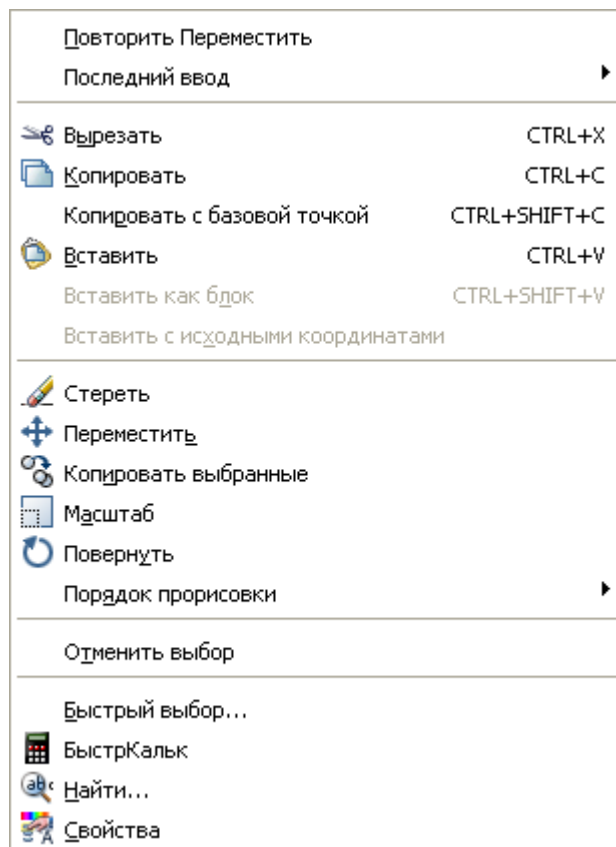 Повторить Переместить
Последний ввод
Вырезать CTRL+X
Копировать CTRL+C
Копировать с базовой точкой CTRL+SHIFT+C
Вставить CTRL+V
Вставить как блок CTRL+SHIFT+V
Вставить с исходными координатами
Стереть
Переместить
Копировать выбранные
Масштаб
Повернуть
Порядок прорисовки
Отменить выбор
Быстрый выбор...
БыстрКальк
Найти...
Свойства